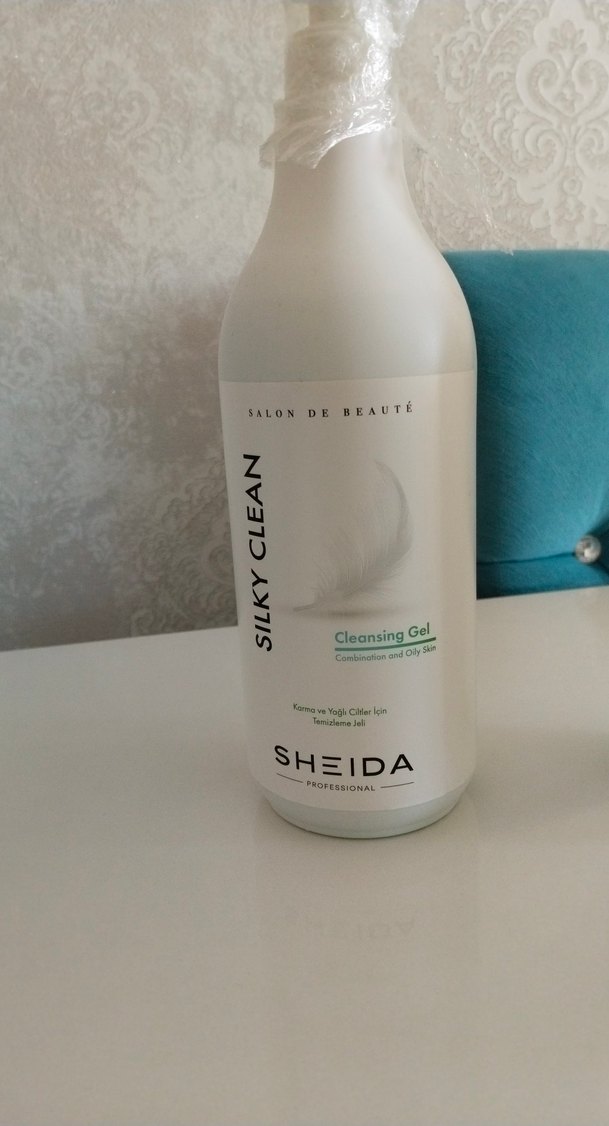 SALON DE BEAUTÉ
SILKY CLEAN
Cleansing Gel
Combination and Oily Skin
Karma ve Yağlı Ciltler İçin
Temizleme Jeli
SHEIDA
PROFESSIONAL